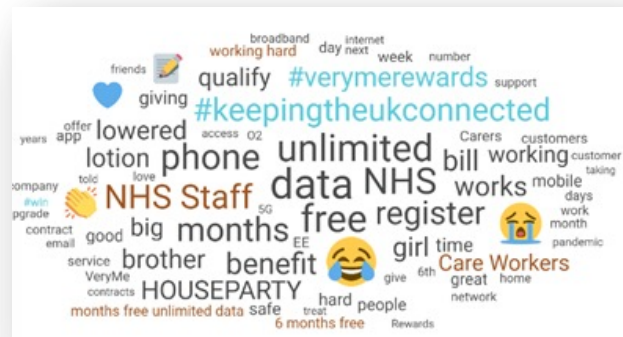 broadband internet
working hard day next week number
friends qualify #verymerewards support
giving #keepingtheukconnected
offer lowered access O2 unlimited Carers customers
years app phone bill working customer
lotion data NHS taking
told love works mobile
company NHS Staff days
#win free register work
pgrade 5G month
contract big months
email good EE girl time pandemic
service brother benefit Care Workers
VeryMe give 6th great home
contracts HOUSEPARTY hard people network
months free unlimited data safe treat
6 months free Rewards